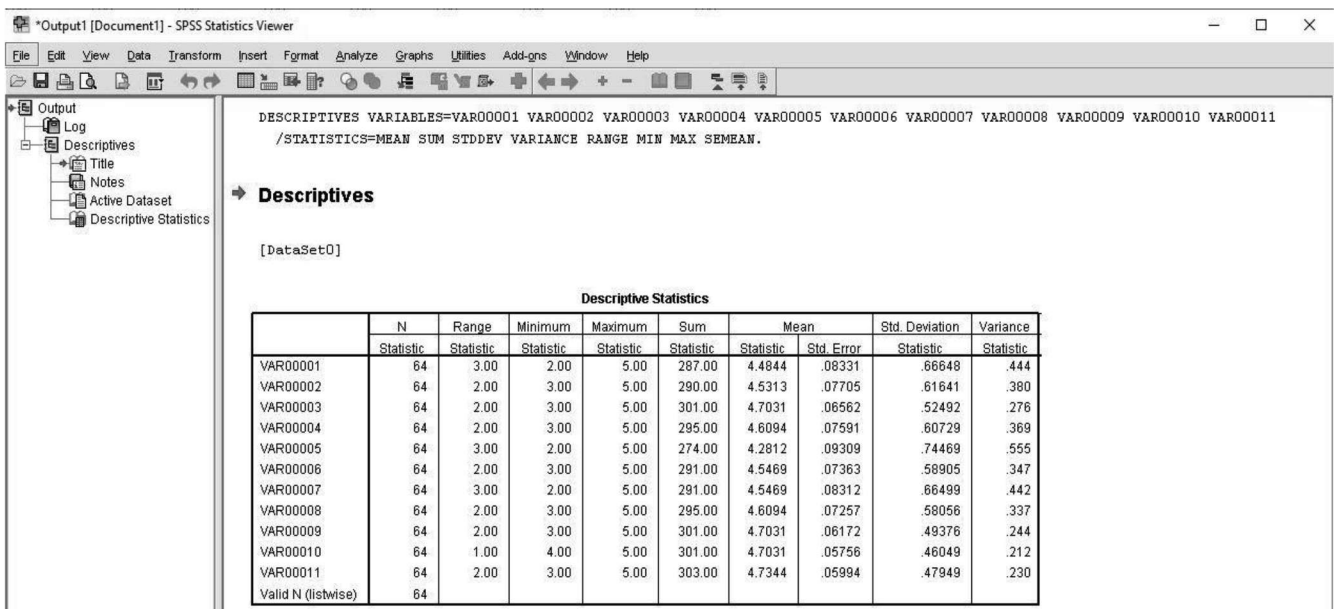 *Output1 [Document1] - SPSS Statistics Viewer
File Edit View Data Transform Insert Format Analyze Graphs Utilities Add-ons Window Help
Output
Log
Descriptives
Title
Notes
Active Dataset
Descriptive Statistics
DESCRIPTIVES VARIABLES=VAR00001 VAR00002 VAR00003 VAR00004 VAR00005 VAR00006 VAR00007 VAR00008 VAR00009 VAR00010 VAR00011
/STATISTICS=MEAN SUM STDDEV VARIANCE RANGE MIN MAX SEMEAN.
Descriptives
[DataSet0]
Descriptive Statistics
N Range Minimum Maximum Sum Mean Std. Deviation Variance
Statistic Statistic Statistic Statistic Statistic Statistic Std. Error Statistic Statistic
VAR00001 64 3.00 2.00 5.00 287.00 4.4844 .08331 .66648 .444
VAR00002 64 2.00 3.00 5.00 290.00 4.5313 .07705 .61641 .380
VAR00003 64 2.00 3.00 5.00 301.00 4.7031 .06562 .52492 .276
VAR00004 64 2.00 3.00 5.00 295.00 4.6094 .07591 .60729 .369
VAR00005 64 3.00 2.00 5.00 274.00 4.2812 .09309 .74469 .555
VAR00006 64 2.00 3.00 5.00 291.00 4.5469 .07363 .58905 .347
VAR00007 64 3.00 2.00 5.00 291.00 4.5469 .08312 .66499 .442
VAR00008 64 2.00 3.00 5.00 295.00 4.6094 .07257 .58056 .337
VAR00009 64 2.00 3.00 5.00 301.00 4.7031 .06172 .49376 .244
VAR00010 64 1.00 4.00 5.00 301.00 4.7031 .05756 .46049 .212
VAR00011 64 2.00 3.00 5.00 303.00 4.7344 .05994 .47949 .230
Valid N (listwise) 64